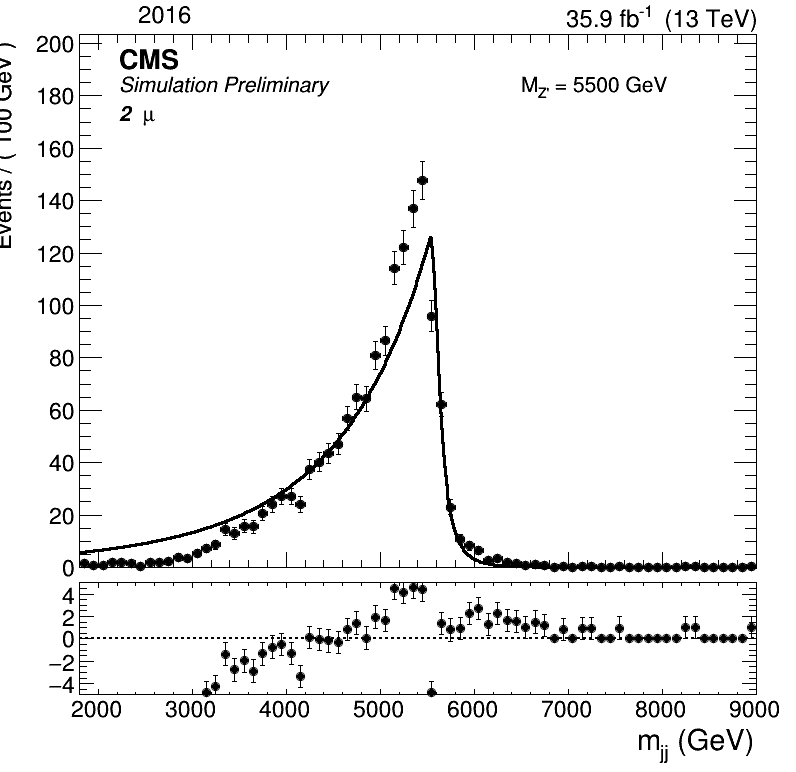 2016
35.9 fb⁻¹ (13 TeV)
CMS
Simulation Preliminary
M_Z' = 5500 GeV
2 μ
Events / ( 100 GeV )
200
180
160
140
120
100
80
60
40
20
0
4
2
0
−2
−4
2000 3000 4000 5000 6000 7000 8000 9000
m_jj (GeV)